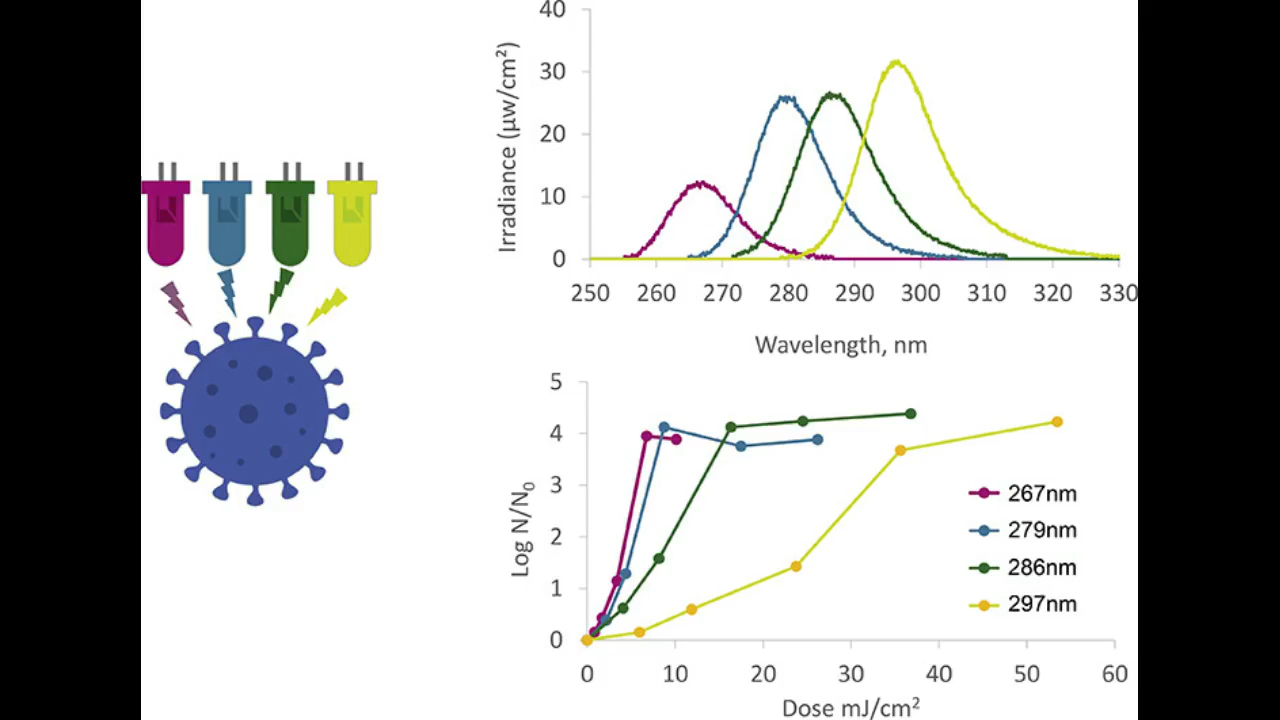 40
30
20
10
0
Irradiance (μw/cm²)
250 260 270 280 290 300 310 320 330
Wavelength, nm
5
4
3
2
1
0
Log N/N₀
267nm
279nm
286nm
297nm
0 10 20 30 40 50 60
Dose mJ/cm²